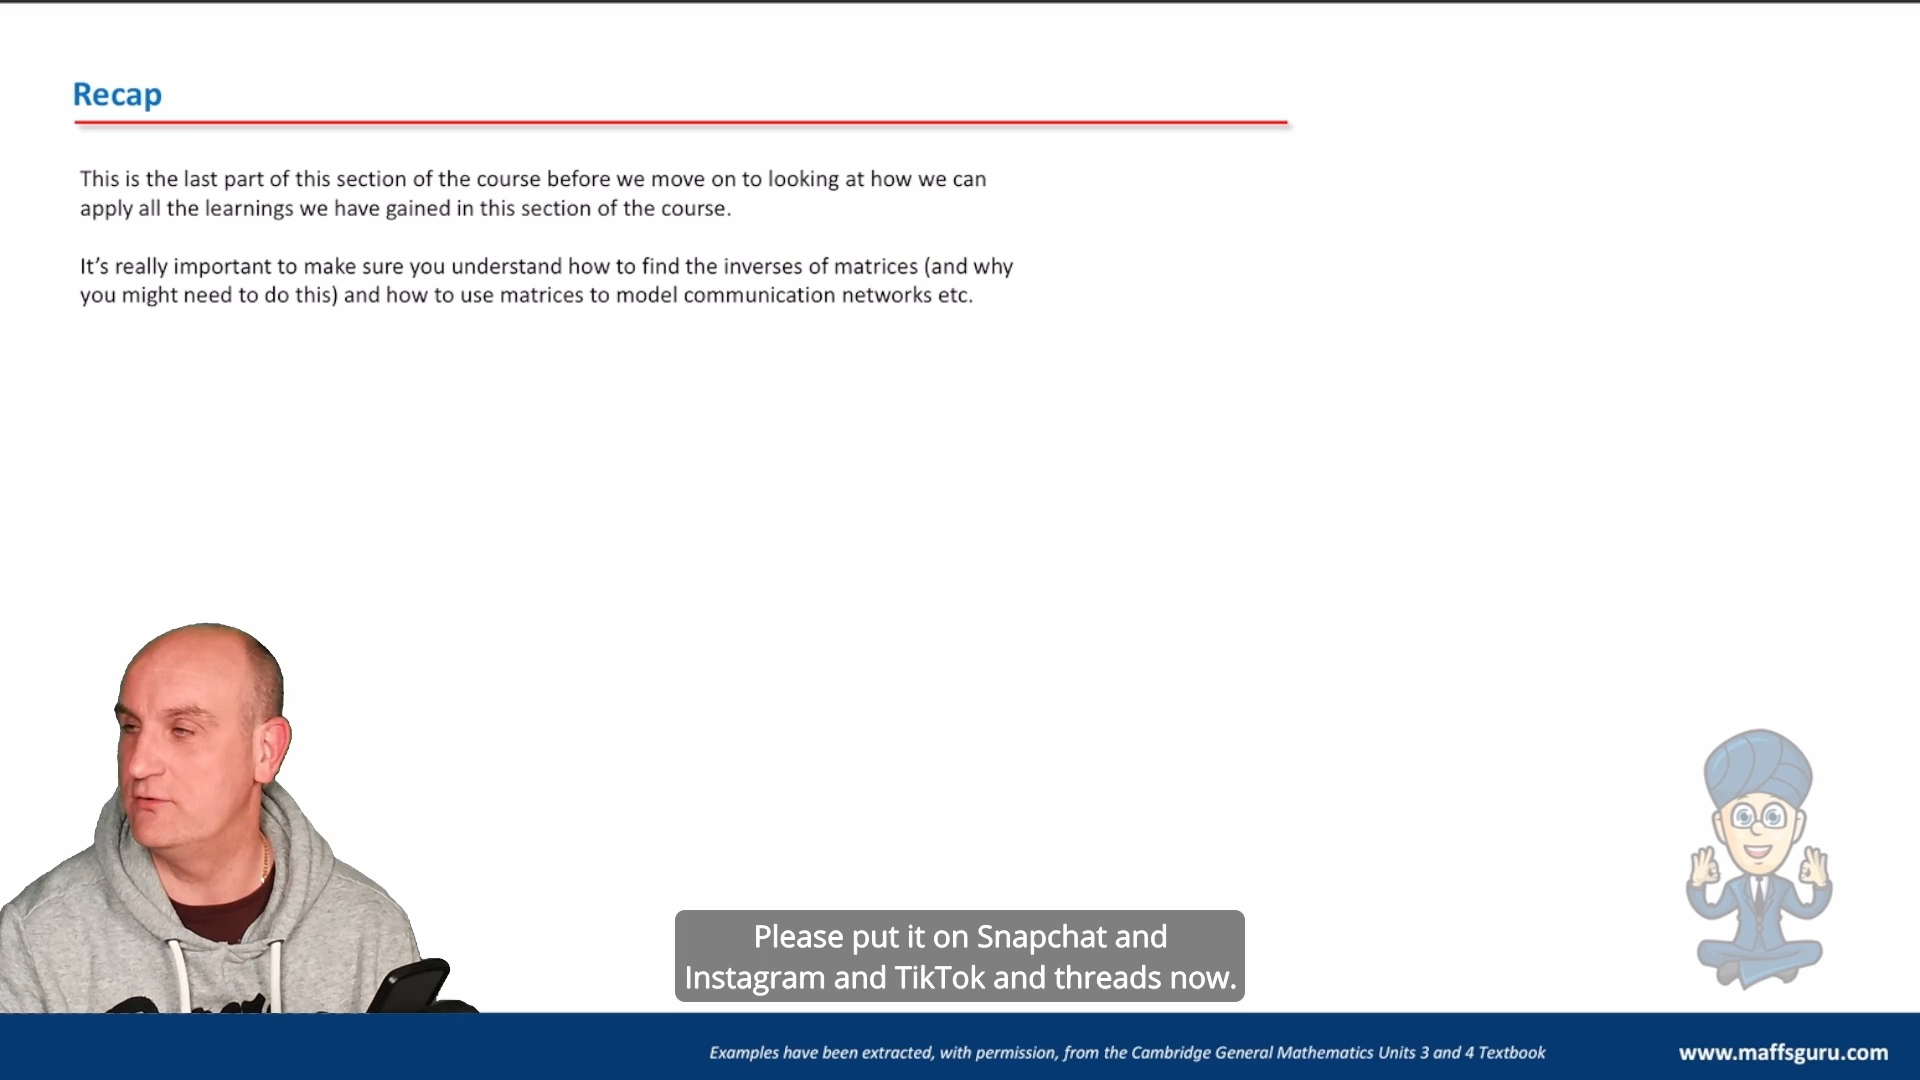 Recap
This is the last part of this section of the course before we move on to looking at how we can
apply all the learnings we have gained in this section of the course.
It’s really important to make sure you understand how to find the inverses of matrices (and why
you might need to do this) and how to use matrices to model communication networks etc.
Please put it on Snapchat and
Instagram and TikTok and threads now.
Examples have been extracted, with permission, from the Cambridge General Mathematics Units 3 and 4 Textbook
www.maffsguru.com